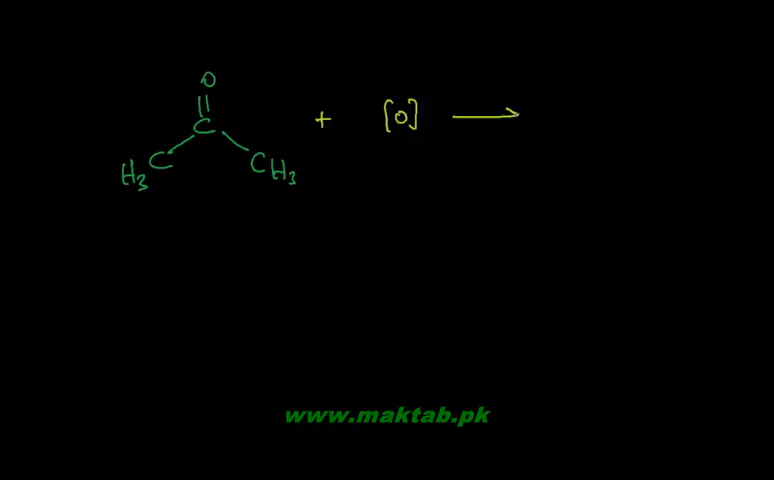 O
||
C + [O] →
H₃C CH₃
www.maktab.pk